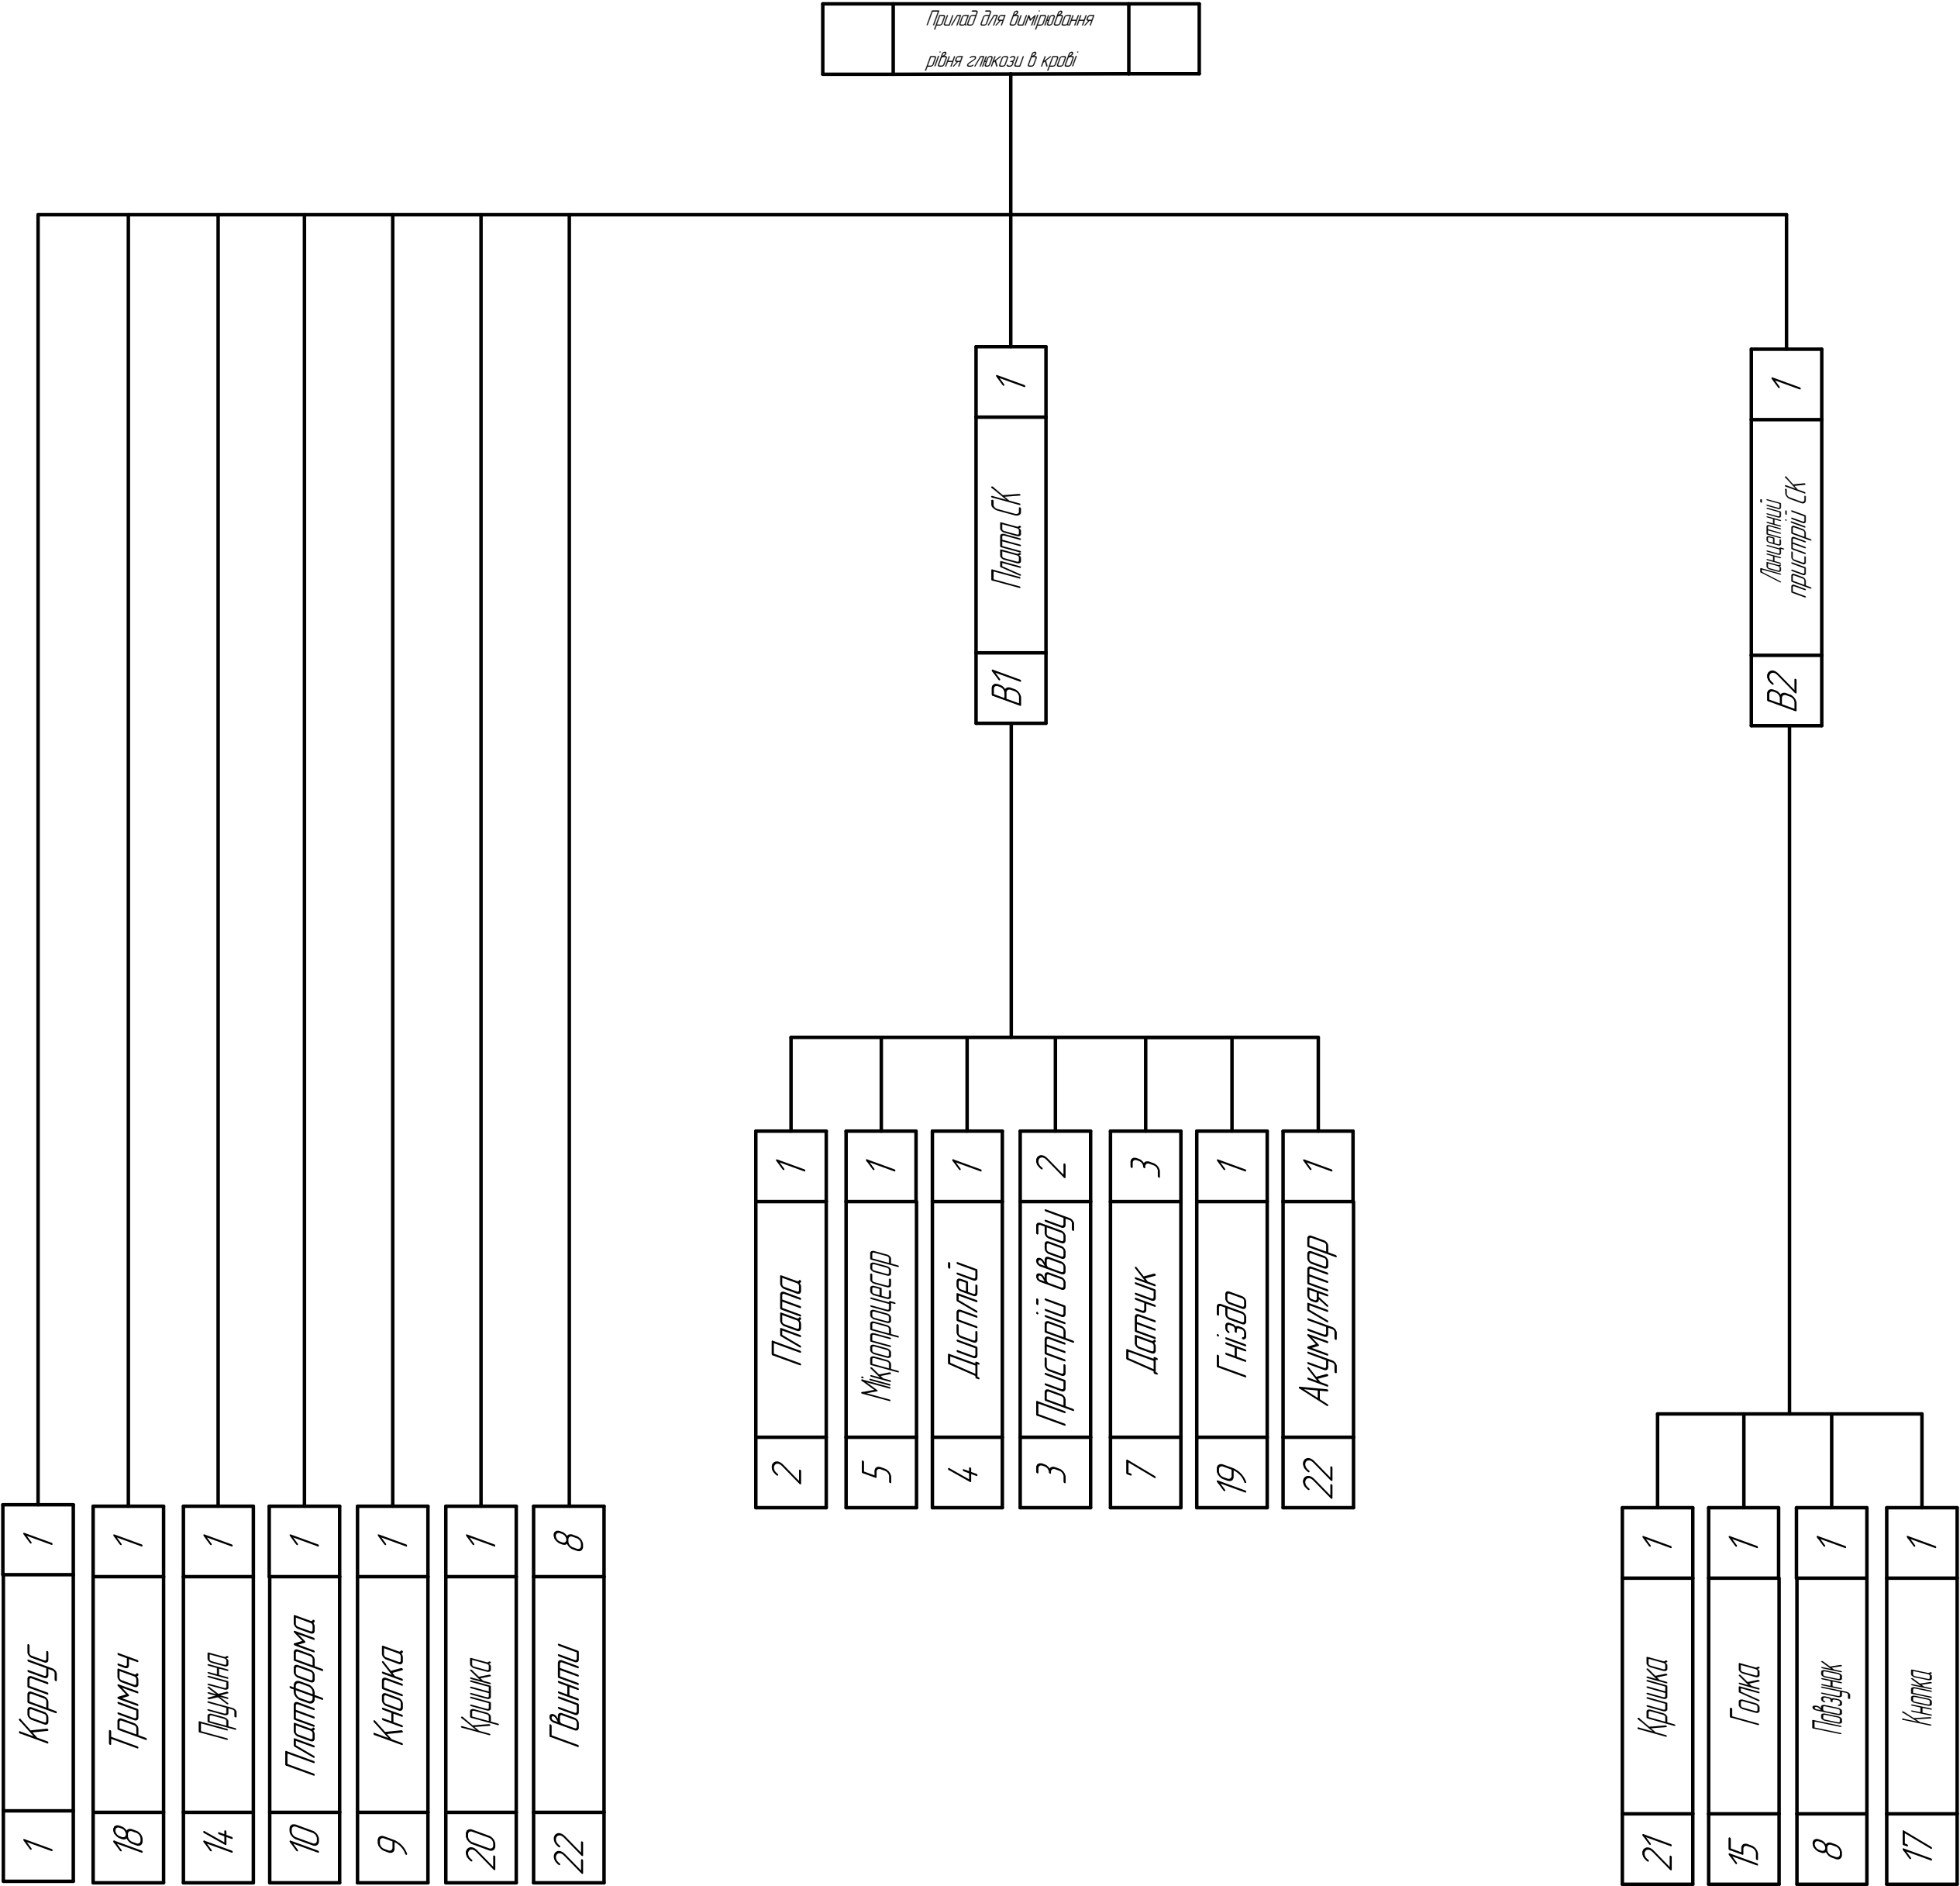 Прилад для вимірювання
рівня глюкози в крові
1
Плата СК
В1
1
Ланцетний
пристрій СК
В2
1
Плата
2
1
Мікропроцесор
5
1
Дисплей
4
2
Пристрій вводу
3
3
Датчик
7
1
Гніздо
19
1
Акцумулятор
22
1
Корпус
1
1
Тримач
18
1
Пружина
14
1
Платформа
10
1
Кнопка
9
1
Кришка
20
8
Гвинти
22
1
Кришка
21
1
Голка
15
1
Повзунок
8
1
Кнопка
17